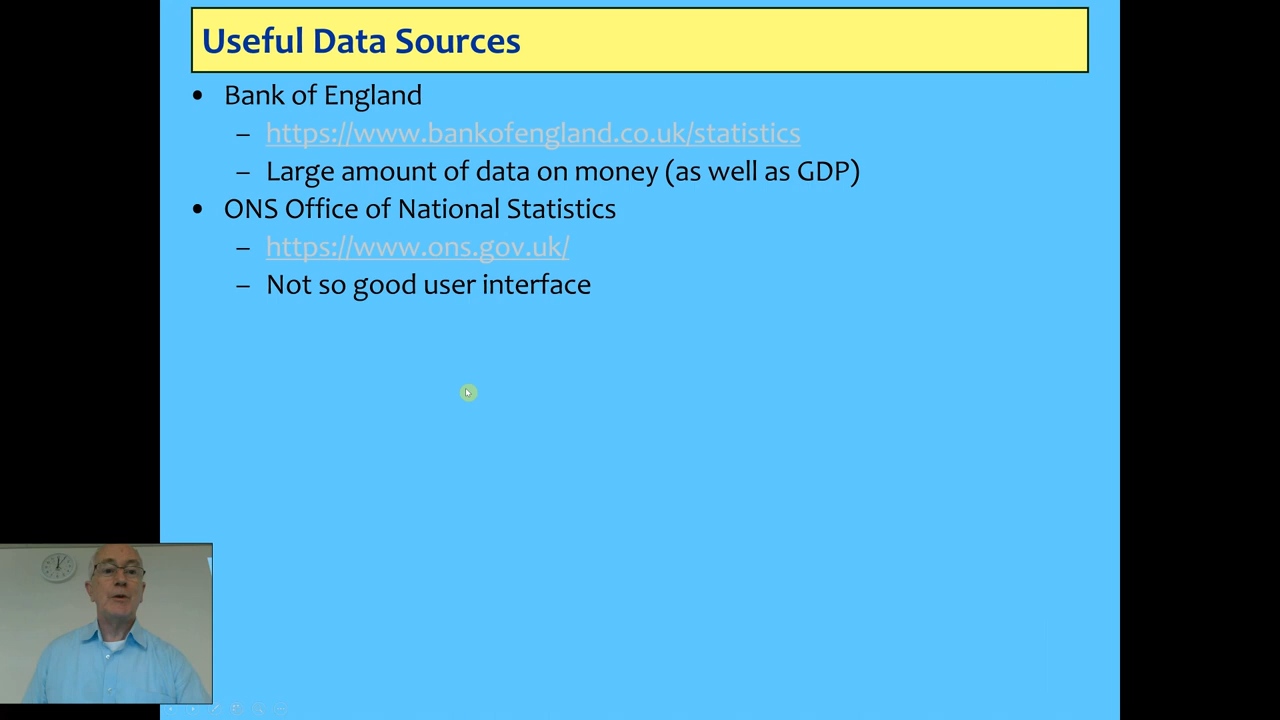 Useful Data Sources
• Bank of England
– https://www.bankofengland.co.uk/statistics
– Large amount of data on money (as well as GDP)
• ONS Office of National Statistics
– https://www.ons.gov.uk/
– Not so good user interface